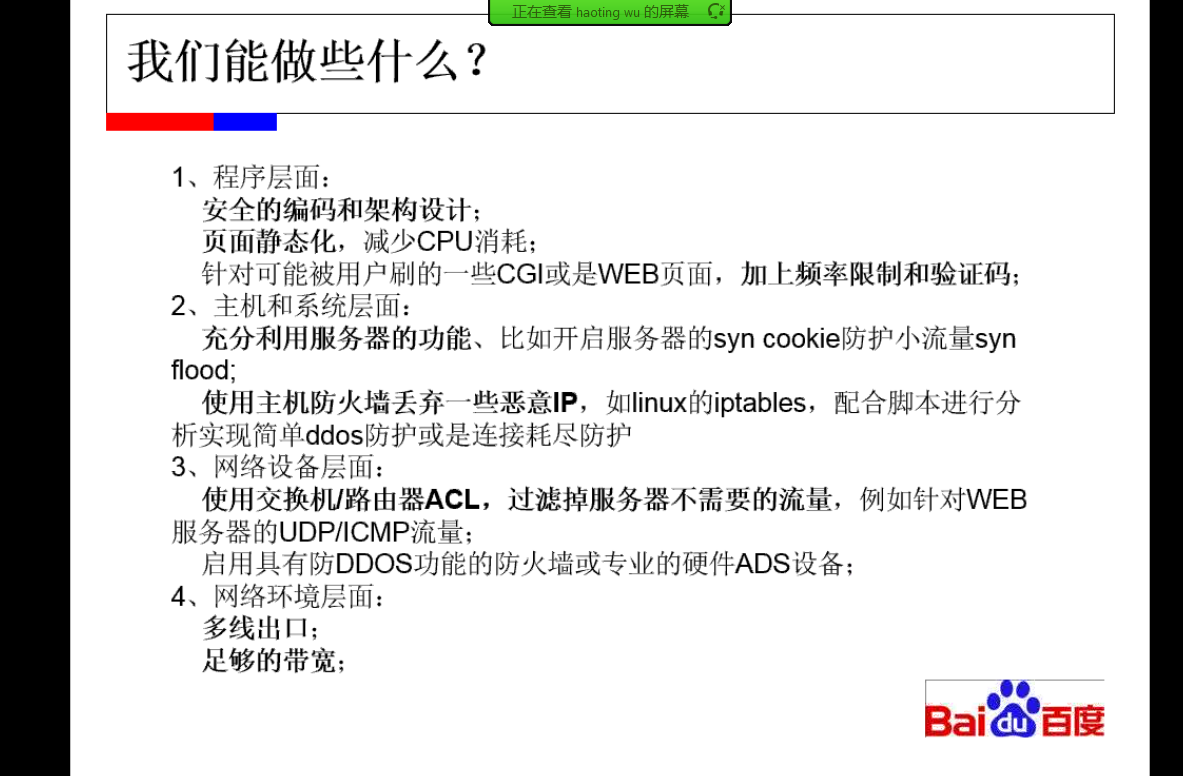 正在查看 haoting wu 的屏幕
我们能做些什么？
1、程序层面：
安全的编码和架构设计；
页面静态化，减少CPU消耗；
针对可能被用户刷的一些CGI或是WEB页面，加上频率限制和验证码；
2、主机和系统层面：
充分利用服务器的功能、比如开启服务器的syn cookie防护小流量syn
flood;
使用主机防火墙丢弃一些恶意IP，如linux的iptables，配合脚本进行分
析实现简单ddos防护或是连接耗尽防护
3、网络设备层面：
使用交换机/路由器ACL，过滤掉服务器不需要的流量，例如针对WEB
服务器的UDP/ICMP流量；
启用具有防DDOS功能的防火墙或专业的硬件ADS设备；
4、网络环境层面：
多线出口；
足够的带宽；
Bai du 百度